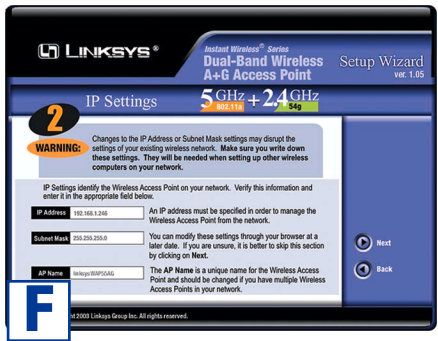 LINKSYS®
Instant Wireless® Series
Dual-Band Wireless
A+G Access Point
Setup Wizard
ver. 1.05
IP Settings
5 GHz + 2.4 GHz
802.11a
54g
2
WARNING:
Changes to the IP Address or Subnet Mask settings may disrupt the
settings of your existing wireless network. Make sure you write down
these settings. They will be needed when setting up other wireless
computers on your network.
IP Settings identify the Wireless Access Point on your network. Verify this information and
enter it in the appropriate field below.
IP Address 192.168.1.246
An IP address must be specified in order to manage the
Wireless Access Point from the network.
Subnet Mask 255.255.255.0
You can modify these settings through your browser at a
later date. If you are unsure, it is better to skip this section
by clicking on Next.
AP Name linksysWAP55AG
The AP Name is a unique name for the Wireless Access
Point and should be changed if you have multiple Wireless
Access Points in your network.
Next
Back
F
ht 2003 Linksys Group Inc. All rights reserved.